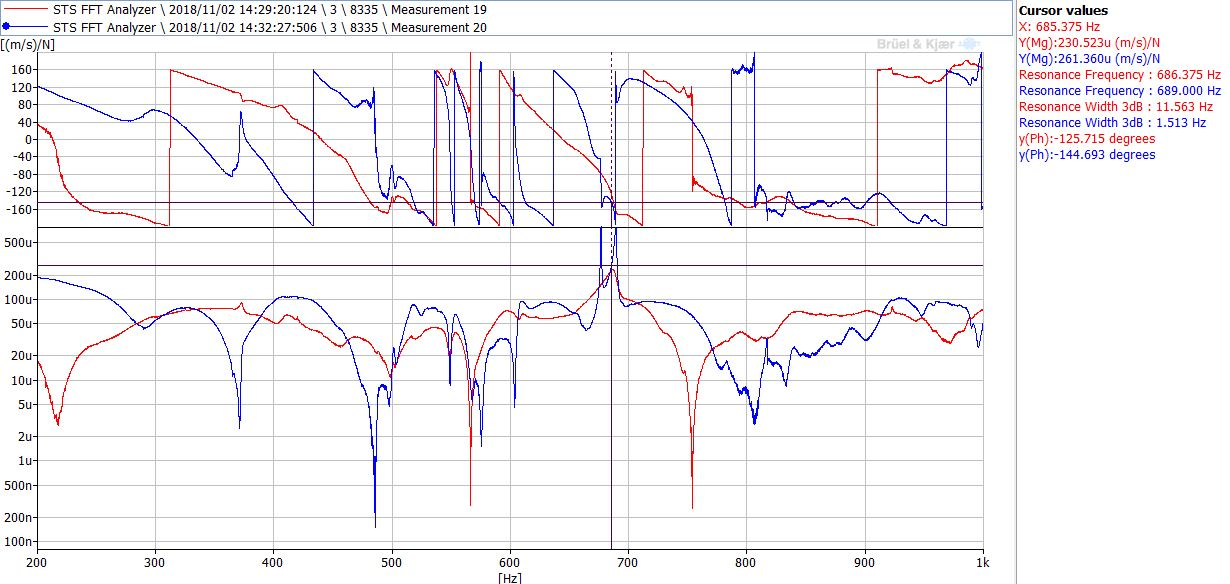 STS FFT Analyzer \ 2018/11/02 14:29:20:124 \ 3 \ 8335 \ Measurement 19
STS FFT Analyzer \ 2018/11/02 14:32:27:506 \ 3 \ 8335 \ Measurement 20
[(m/s)/N]
Brüel & Kjær
160
120
80
40
0
-40
-80
-120
-160
500u
200u
100u
50u
20u
10u
5u
2u
1u
500n
200n
100n
200 300 400 500 600 700 800 900 1k
[Hz]
Cursor values
X: 685.375 Hz
Y(Mg):230.523u (m/s)/N
Y(Mg):261.360u (m/s)/N
Resonance Frequency : 686.375 Hz
Resonance Frequency : 689.000 Hz
Resonance Width 3dB : 11.563 Hz
Resonance Width 3dB : 1.513 Hz
y(Ph):-125.715 degrees
y(Ph):-144.693 degrees